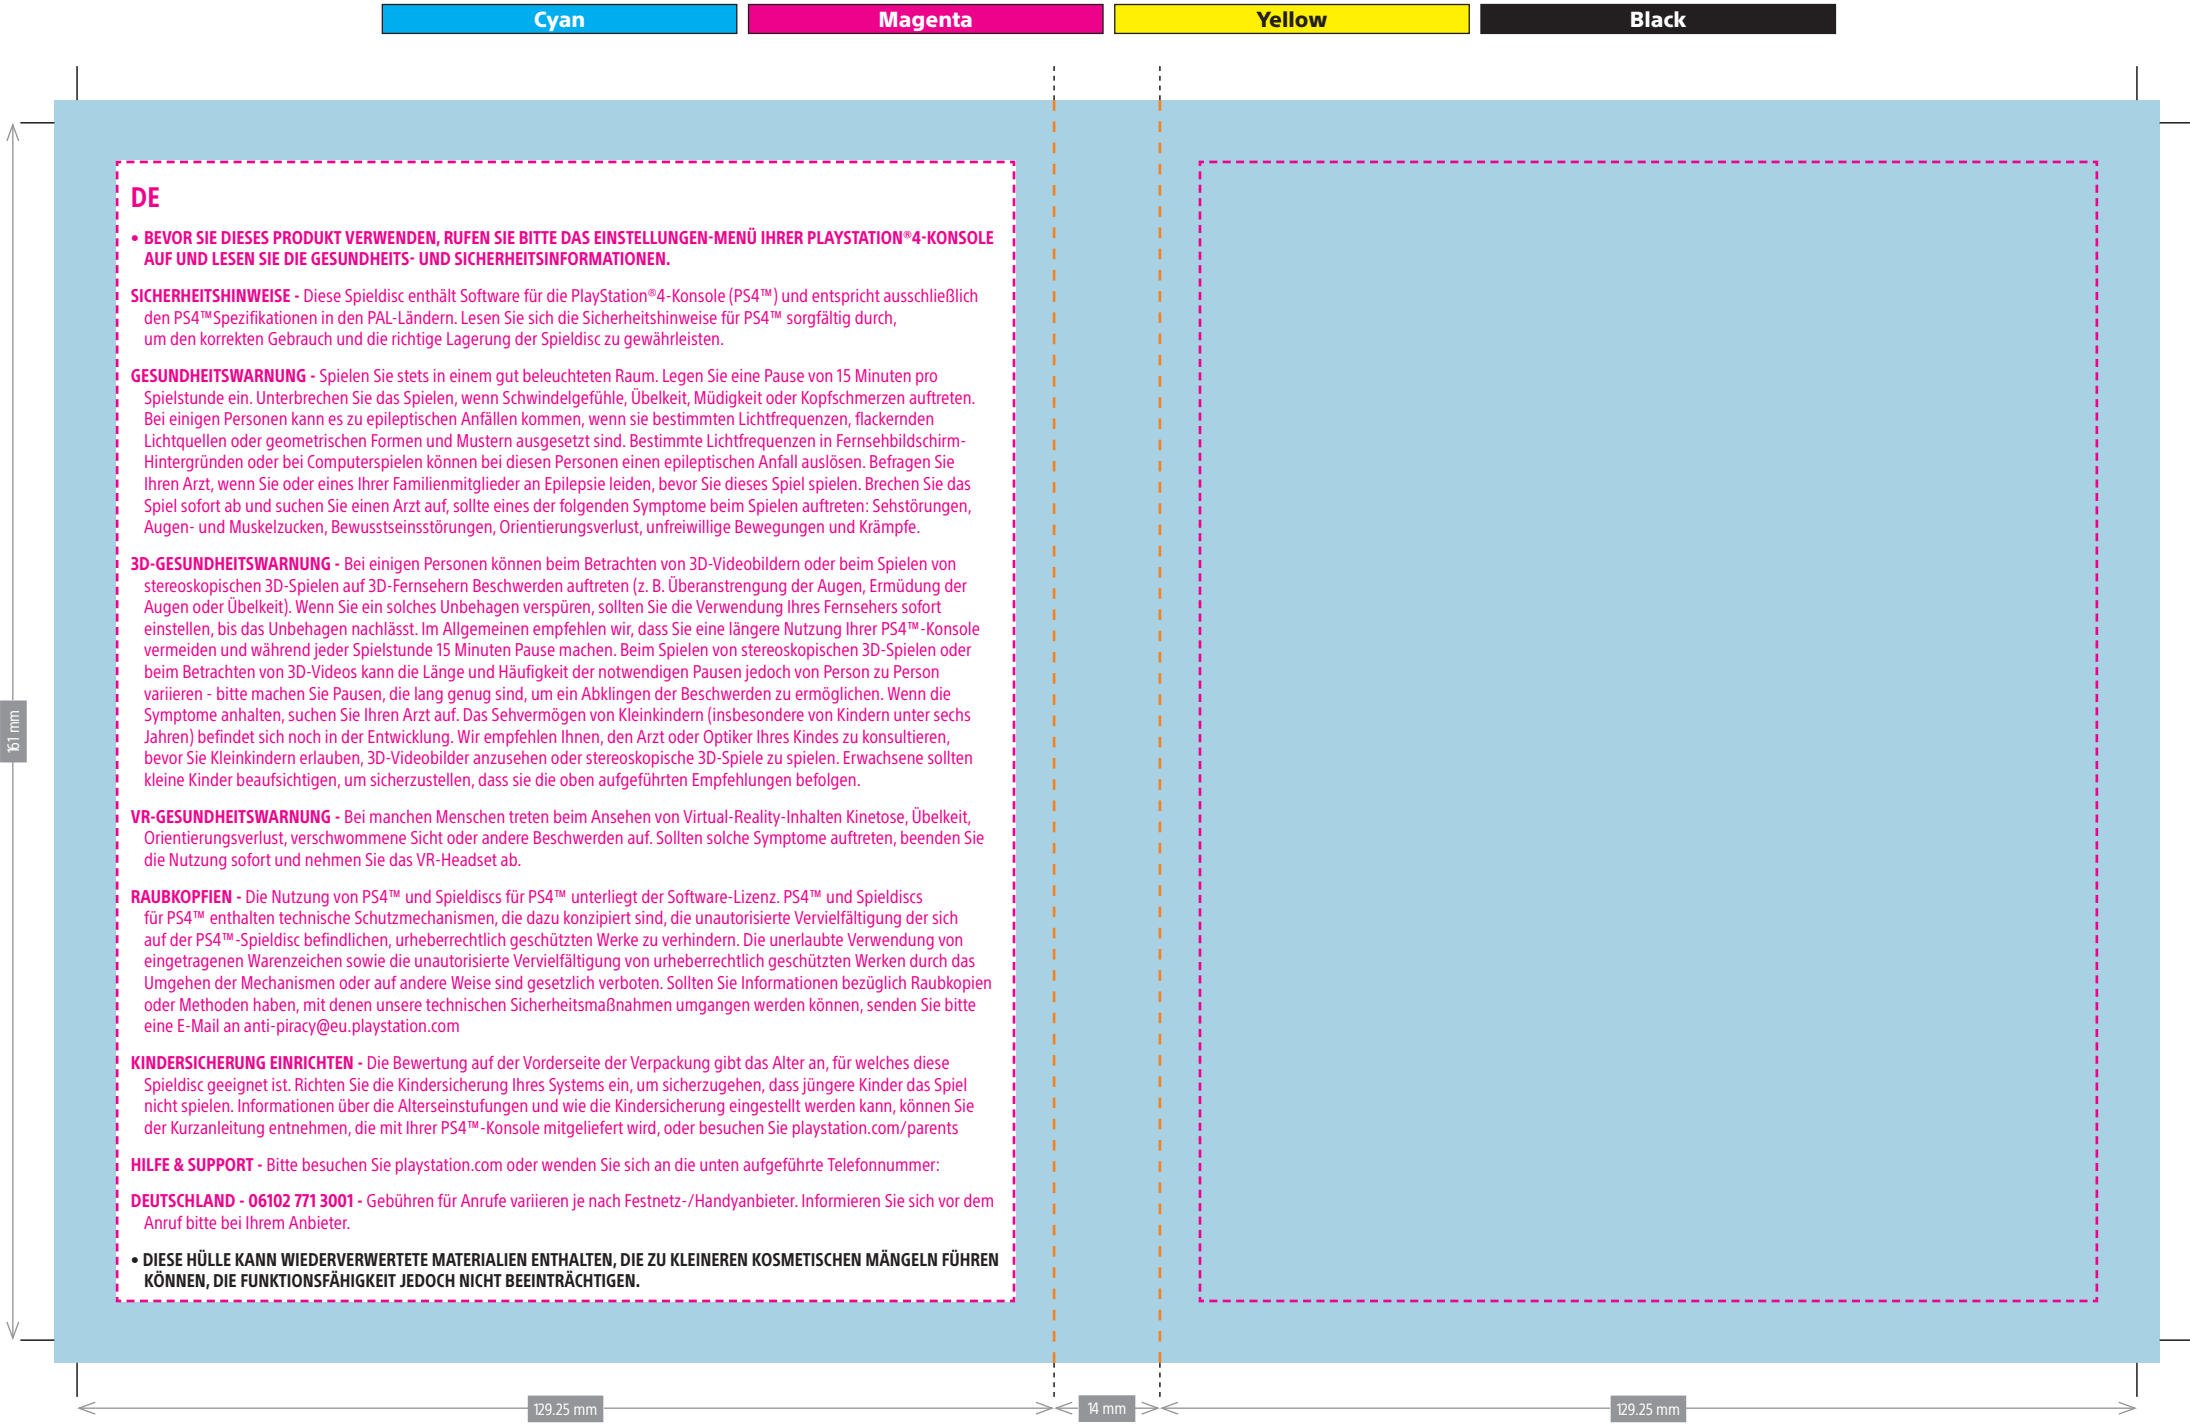 Cyan
Magenta
Yellow
Black
DE
• BEVOR SIE DIESES PRODUKT VERWENDEN, RUFEN SIE BITTE DAS EINSTELLUNGEN-MENÜ IHRER PLAYSTATION®4-KONSOLE
AUF UND LESEN SIE DIE GESUNDHEITS- UND SICHERHEITSINFORMATIONEN.
SICHERHEITSHINWEISE - Diese Spieldisc enthält Software für die PlayStation®4-Konsole (PS4™) und entspricht ausschließlich
den PS4™Spezifikationen in den PAL-Ländern. Lesen Sie sich die Sicherheitshinweise für PS4™ sorgfältig durch,
um den korrekten Gebrauch und die richtige Lagerung der Spieldisc zu gewährleisten.
GESUNDHEITSWARNUNG - Spielen Sie stets in einem gut beleuchteten Raum. Legen Sie eine Pause von 15 Minuten pro
Spielstunde ein. Unterbrechen Sie das Spielen, wenn Schwindelgefühle, Übelkeit, Müdigkeit oder Kopfschmerzen auftreten.
Bei einigen Personen kann es zu epileptischen Anfällen kommen, wenn sie bestimmten Lichtfrequenzen, flackernden
Lichtquellen oder geometrischen Formen und Mustern ausgesetzt sind. Bestimmte Lichtfrequenzen in Fernsehbildschirm-
Hintergründen oder bei Computerspielen können bei diesen Personen einen epileptischen Anfall auslösen. Befragen Sie
Ihren Arzt, wenn Sie oder eines Ihrer Familienmitglieder an Epilepsie leiden, bevor Sie dieses Spiel spielen. Brechen Sie das
Spiel sofort ab und suchen Sie einen Arzt auf, sollte eines der folgenden Symptome beim Spielen auftreten: Sehstörungen,
Augen- und Muskelzucken, Bewusstseinsstörungen, Orientierungsverlust, unfreiwillige Bewegungen und Krämpfe.
3D-GESUNDHEITSWARNUNG - Bei einigen Personen können beim Betrachten von 3D-Videobildern oder beim Spielen von
stereoskopischen 3D-Spielen auf 3D-Fernsehern Beschwerden auftreten (z. B. Überanstrengung der Augen, Ermüdung der
Augen oder Übelkeit). Wenn Sie ein solches Unbehagen verspüren, sollten Sie die Verwendung Ihres Fernsehers sofort
einstellen, bis das Unbehagen nachlässt. Im Allgemeinen empfehlen wir, dass Sie eine längere Nutzung Ihrer PS4™-Konsole
vermeiden und während jeder Spielstunde 15 Minuten Pause machen. Beim Spielen von stereoskopischen 3D-Spielen oder
beim Betrachten von 3D-Videos kann die Länge und Häufigkeit der notwendigen Pausen jedoch von Person zu Person
variieren - bitte machen Sie Pausen, die lang genug sind, um ein Abklingen der Beschwerden zu ermöglichen. Wenn die
Symptome anhalten, suchen Sie Ihren Arzt auf. Das Sehvermögen von Kleinkindern (insbesondere von Kindern unter sechs
Jahren) befindet sich noch in der Entwicklung. Wir empfehlen Ihnen, den Arzt oder Optiker Ihres Kindes zu konsultieren,
bevor Sie Kleinkindern erlauben, 3D-Videobilder anzusehen oder stereoskopische 3D-Spiele zu spielen. Erwachsene sollten
kleine Kinder beaufsichtigen, um sicherzustellen, dass sie die oben aufgeführten Empfehlungen befolgen.
VR-GESUNDHEITSWARNUNG - Bei manchen Menschen treten beim Ansehen von Virtual-Reality-Inhalten Kinetose, Übelkeit,
Orientierungsverlust, verschwommene Sicht oder andere Beschwerden auf. Sollten solche Symptome auftreten, beenden Sie
die Nutzung sofort und nehmen Sie das VR-Headset ab.
RAUBKOPFIEN - Die Nutzung von PS4™ und Spieldiscs für PS4™ unterliegt der Software-Lizenz. PS4™ und Spieldiscs
für PS4™ enthalten technische Schutzmechanismen, die dazu konzipiert sind, die unautorisierte Vervielfältigung der sich
auf der PS4™-Spieldisc befindlichen, urheberrechtlich geschützten Werke zu verhindern. Die unerlaubte Verwendung von
eingetragenen Warenzeichen sowie die unautorisierte Vervielfältigung von urheberrechtlich geschützten Werken durch das
Umgehen der Mechanismen oder auf andere Weise sind gesetzlich verboten. Sollten Sie Informationen bezüglich Raubkopien
oder Methoden haben, mit denen unsere technischen Sicherheitsmaßnahmen umgangen werden können, senden Sie bitte
eine E-Mail an anti-piracy@eu.playstation.com
KINDERSICHERUNG EINRICHTEN - Die Bewertung auf der Vorderseite der Verpackung gibt das Alter an, für welches diese
Spieldisc geeignet ist. Richten Sie die Kindersicherung Ihres Systems ein, um sicherzugehen, dass jüngere Kinder das Spiel
nicht spielen. Informationen über die Alterseinstufungen und wie die Kindersicherung eingestellt werden kann, können Sie
der Kurzanleitung entnehmen, die mit Ihrer PS4™-Konsole mitgeliefert wird, oder besuchen Sie playstation.com/parents
HILFE & SUPPORT - Bitte besuchen Sie playstation.com oder wenden Sie sich an die unten aufgeführte Telefonnummer:
DEUTSCHLAND - 06102 771 3001 - Gebühren für Anrufe variieren je nach Festnetz-/Handyanbieter. Informieren Sie sich vor dem
Anruf bitte bei Ihrem Anbieter.
• DIESE HÜLLE KANN WIEDERVERWERTETE MATERIALIEN ENTHALTEN, DIE ZU KLEINEREN KOSMETISCHEN MÄNGELN FÜHREN
KÖNNEN, DIE FUNKTIONSFÄHIGKEIT JEDOCH NICHT BEEINTRÄCHTIGEN.
161 mm
129.25 mm
14 mm
129.25 mm